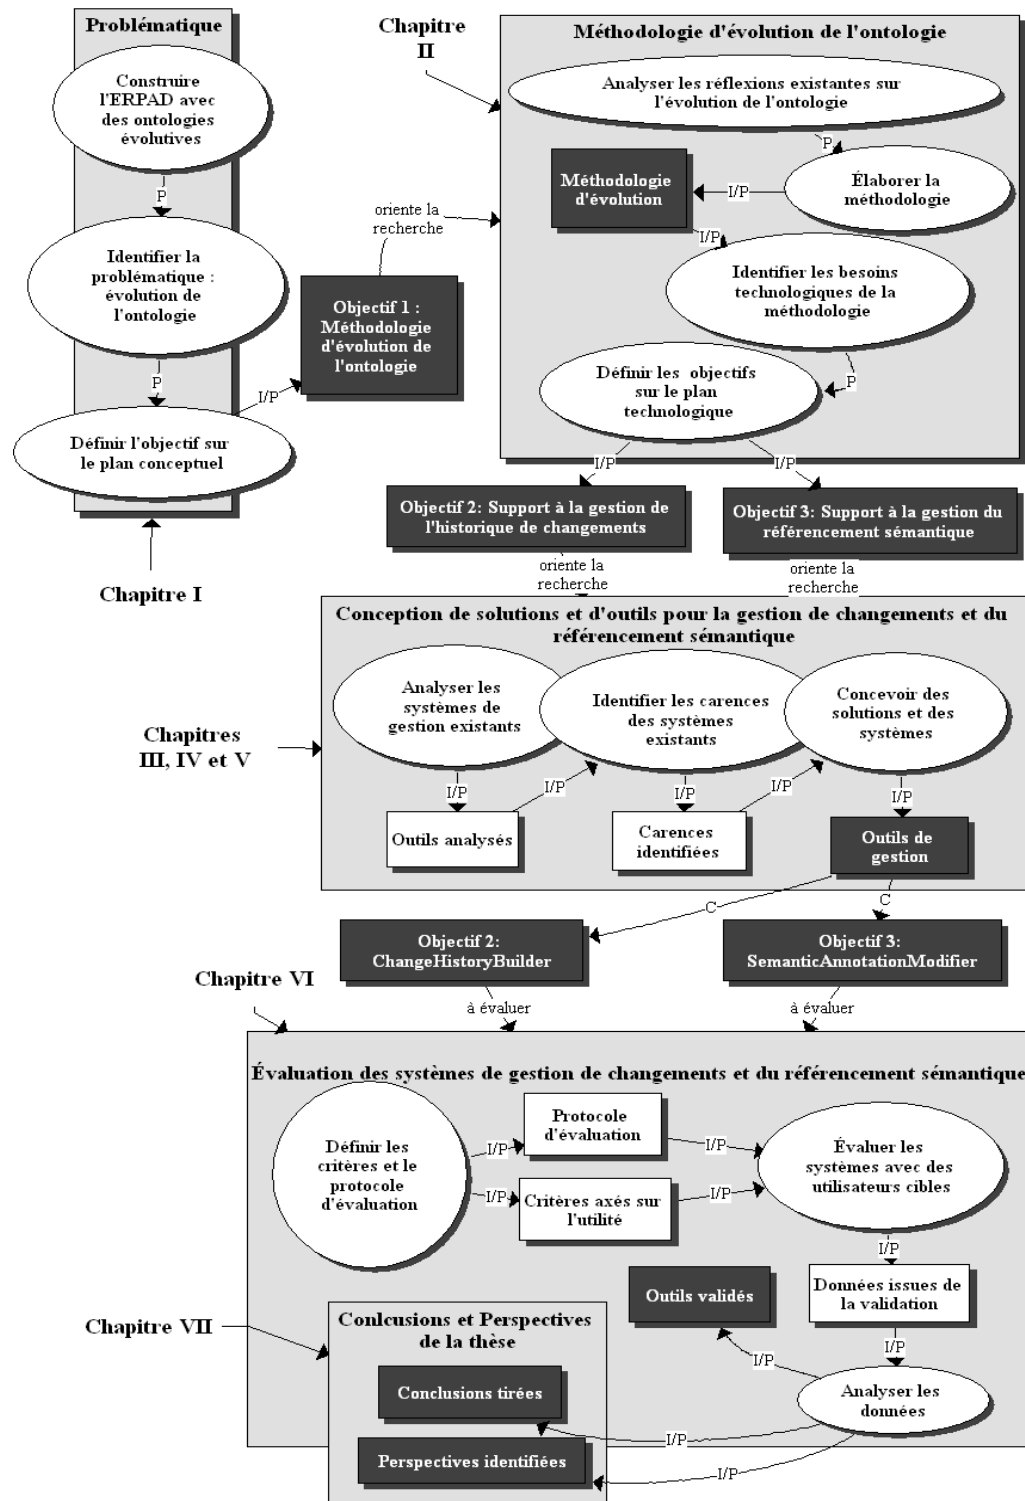 Problématique
Construire
l'ERPAD avec
des ontologies
évolutives
P
Identifier la
problématique :
évolution de
l'ontologie
P
Définir l'objectif sur
le plan conceptuel
Chapitre I
I/P
Objectif 1 :
Méthodologie
d'évolution de
l'ontologie
oriente la
recherche
Chapitre
II
Méthodologie d'évolution de l'ontologie
Analyser les réflexions existantes sur
l'évolution de l'ontologie
P
Élaborer la
méthodologie
I/P
Méthodologie
d'évolution
I/P
Identifier les besoins
technologiques de la
méthodologie
P
Définir les objectifs
sur le plan
technologique
I/P
I/P
Objectif 2: Support à la gestion de
l'historique de changements
Objectif 3: Support à la gestion du
référencement sémantique
oriente la
recherche
oriente la
recherche
Conception de solutions et d'outils pour la gestion de changements et du
référencement sémantique
Chapitres
III, IV et V
Analyser les
systèmes de
gestion existants
Identifier les carences
des systèmes
existants
Concevoir des
solutions et des
systèmes
I/P
I/P
I/P
I/P
I/P
Outils analysés
Carences
identifiées
Outils de
gestion
C
C
Objectif 2:
ChangeHistoryBuilder
Objectif 3:
SemanticAnnotationModifier
Chapitre VI
à évaluer
à évaluer
Évaluation des systèmes de gestion de changements et du référencement sémantique
Définir les
critères et le
protocole
d'évaluation
I/P
I/P
Protocole
d'évaluation
Critères axés sur
l'utilité
I/P
I/P
Évaluer les
systèmes avec des
utilisateurs cibles
I/P
Données issues de
la validation
I/P
Analyser les
données
I/P
Outils validés
Chapitre VII
Conlcusions et Perspectives
de la thèse
Conclusions tirées
I/P
Perspectives identifiées
I/P